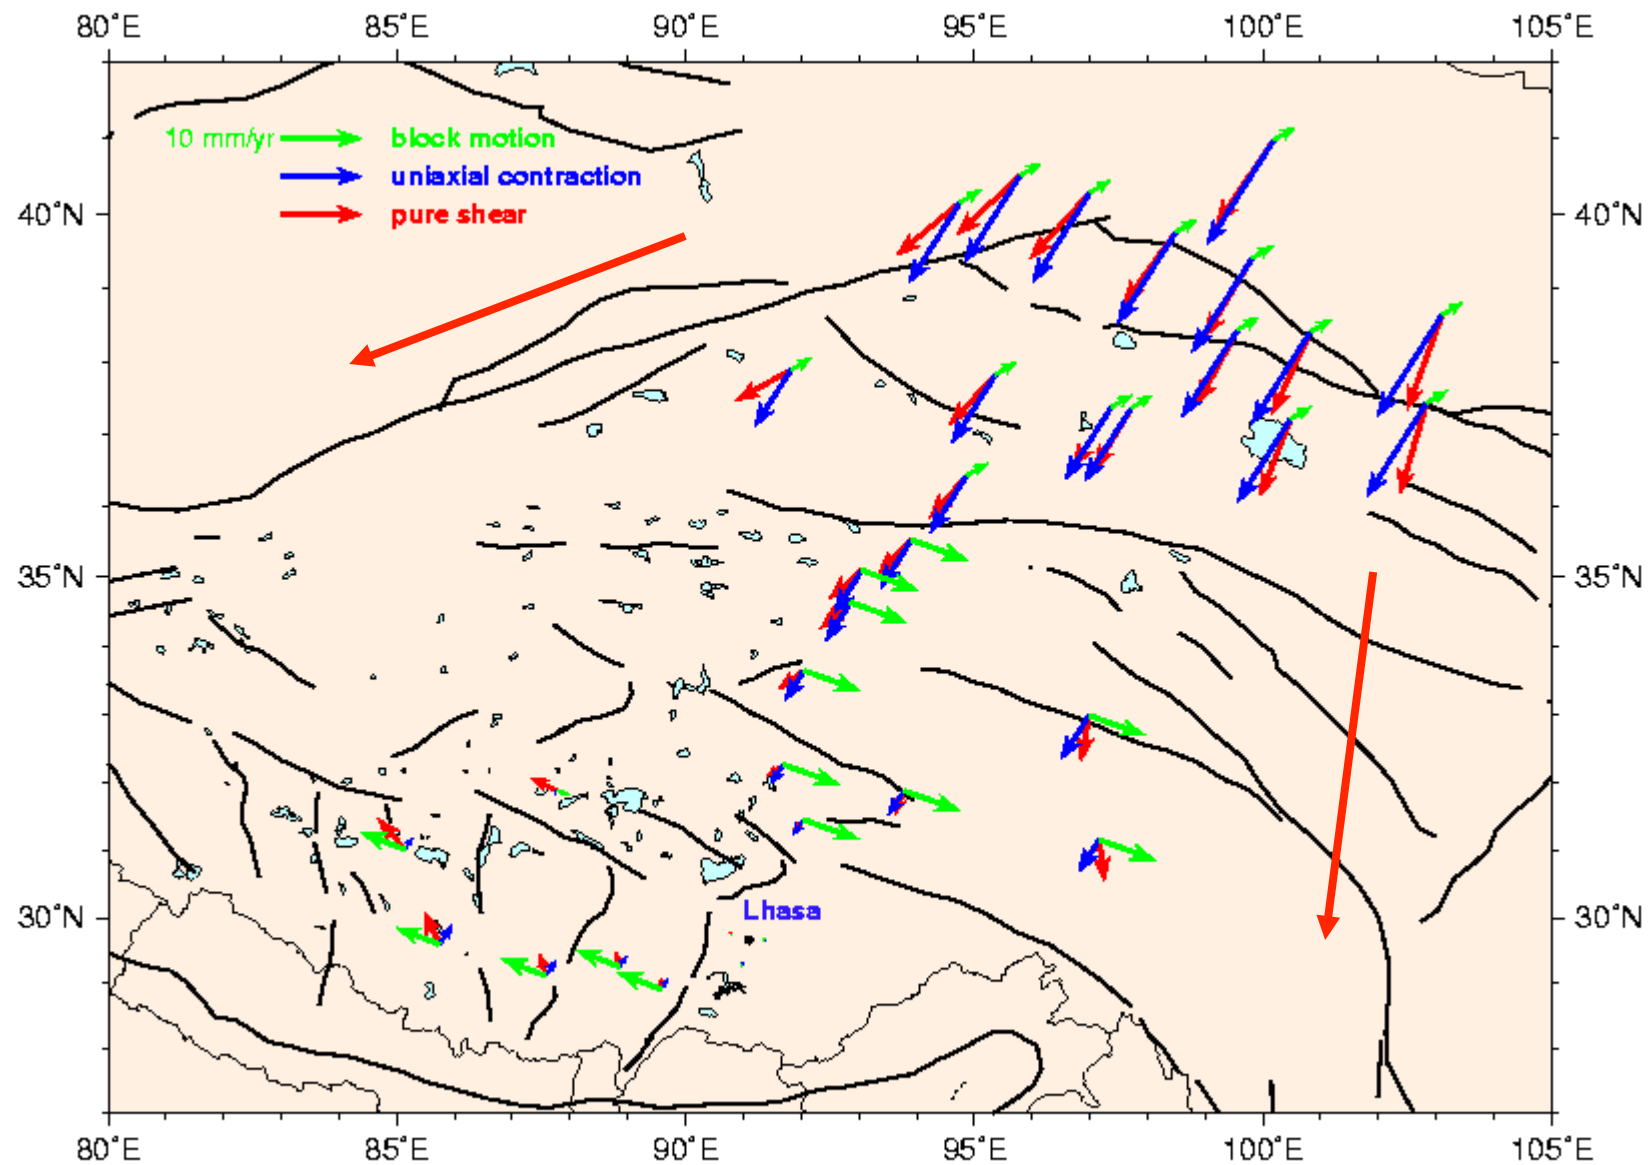 80°E 85°E 90°E 95°E 100°E 105°E
10 mm/yr block motion
uniaxial contraction
pure shear
40°N 40°N
35°N 35°N
30°N 30°N
Lhasa
80°E 85°E 90°E 95°E 100°E 105°E